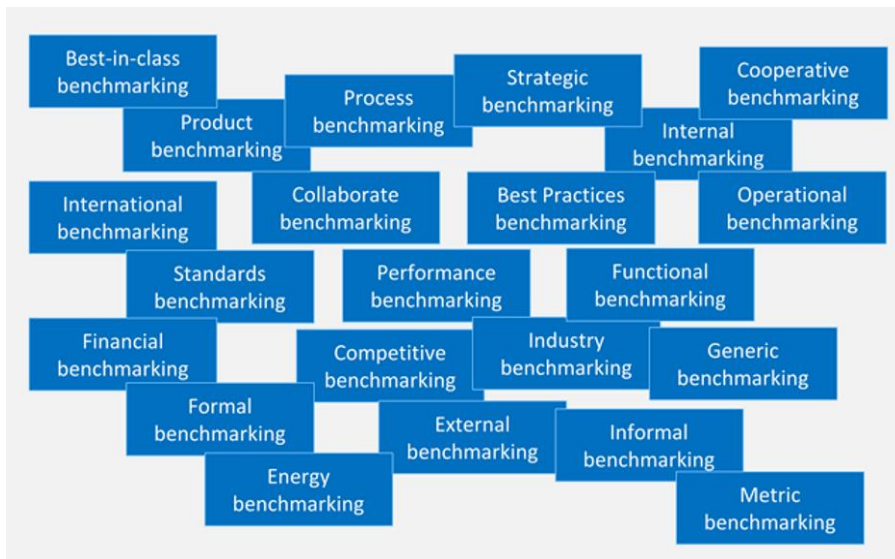 Best-in-class
benchmarking
Product
benchmarking
Process
benchmarking
Strategic
benchmarking
Cooperative
benchmarking
Internal
benchmarking
International
benchmarking
Collaborate
benchmarking
Best Practices
benchmarking
Operational
benchmarking
Standards
benchmarking
Performance
benchmarking
Functional
benchmarking
Financial
benchmarking
Competitive
benchmarking
Industry
benchmarking
Generic
benchmarking
Formal
benchmarking
External
benchmarking
Informal
benchmarking
Energy
benchmarking
Metric
benchmarking